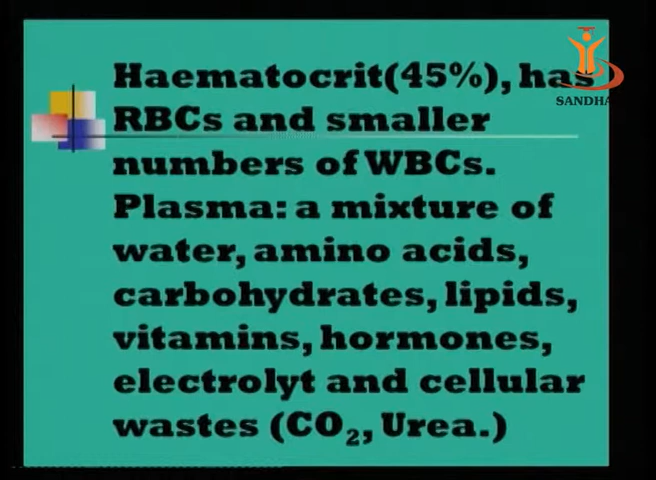 Haematocrit(45%), has
RBCs and smaller
numbers of WBCs.
Plasma: a mixture of
water, amino acids,
carbohydrates, lipids,
vitamins, hormones,
electrolyt and cellular
wastes (CO₂, Urea.)
SANDHA